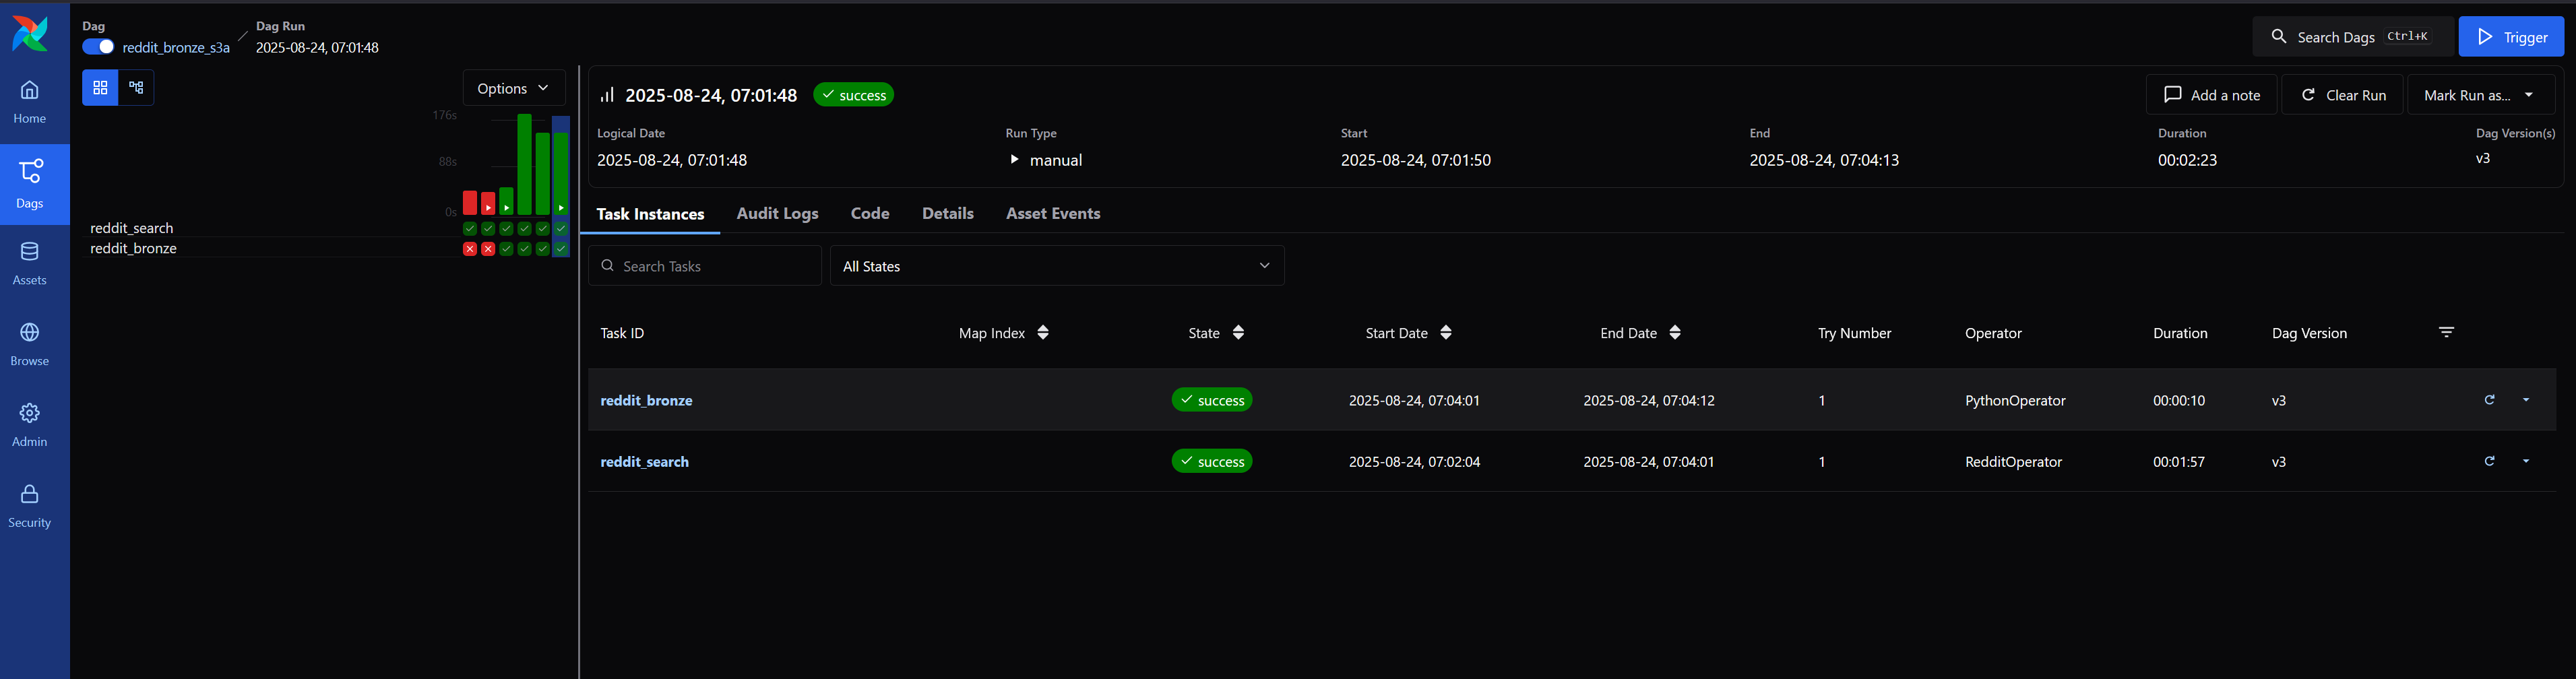 Dag
reddit_bronze_s3a
Dag Run
2025-08-24, 07:01:48
Search Dags Ctrl+K
Trigger
Home
Dags
Assets
Browse
Admin
Security
Options
176s
88s
0s
reddit_search
reddit_bronze
2025-08-24, 07:01:48 success
Add a note
Clear Run
Mark Run as...
Logical Date Run Type Start End Duration Dag Version(s)
2025-08-24, 07:01:48 manual 2025-08-24, 07:01:50 2025-08-24, 07:04:13 00:02:23 v3
Task Instances Audit Logs Code Details Asset Events
Search Tasks
All States
Task ID Map Index State Start Date End Date Try Number Operator Duration Dag Version
reddit_bronze success 2025-08-24, 07:04:01 2025-08-24, 07:04:12 1 PythonOperator 00:00:10 v3
reddit_search success 2025-08-24, 07:02:04 2025-08-24, 07:04:01 1 RedditOperator 00:01:57 v3